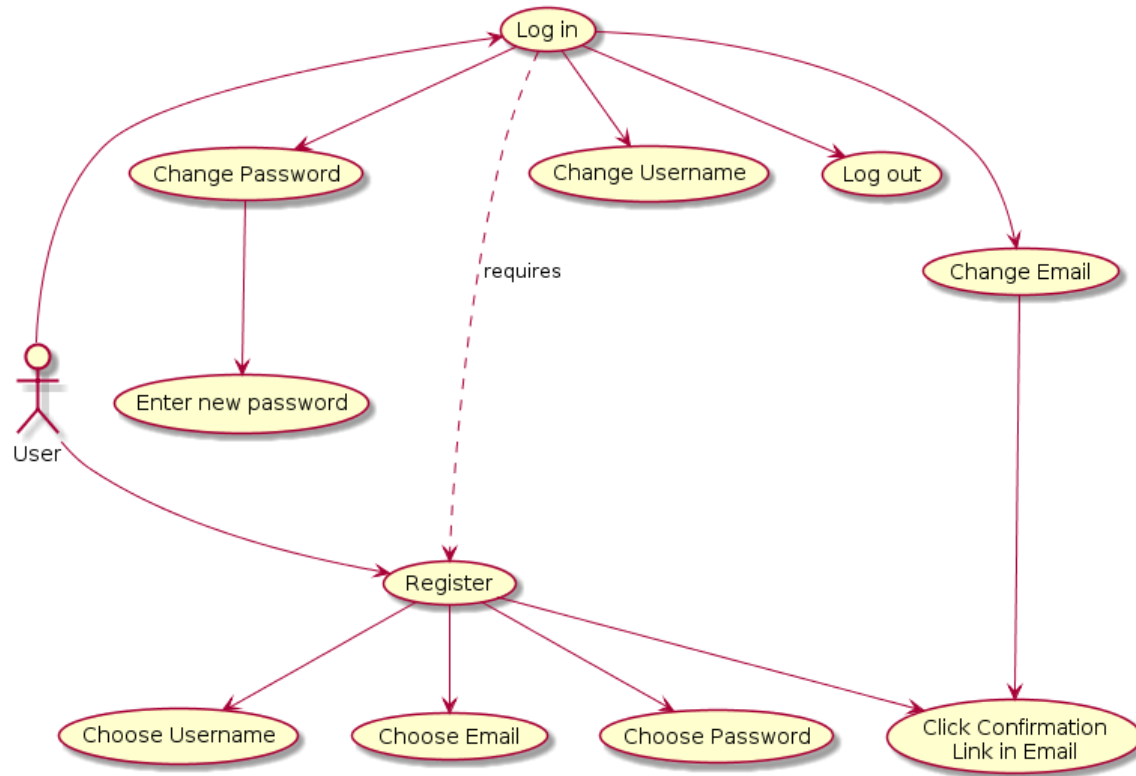 Log in
Change Password
Change Username
Log out
Change Email
requires
Enter new password
User
Register
Choose Username
Choose Email
Choose Password
Click Confirmation
Link in Email